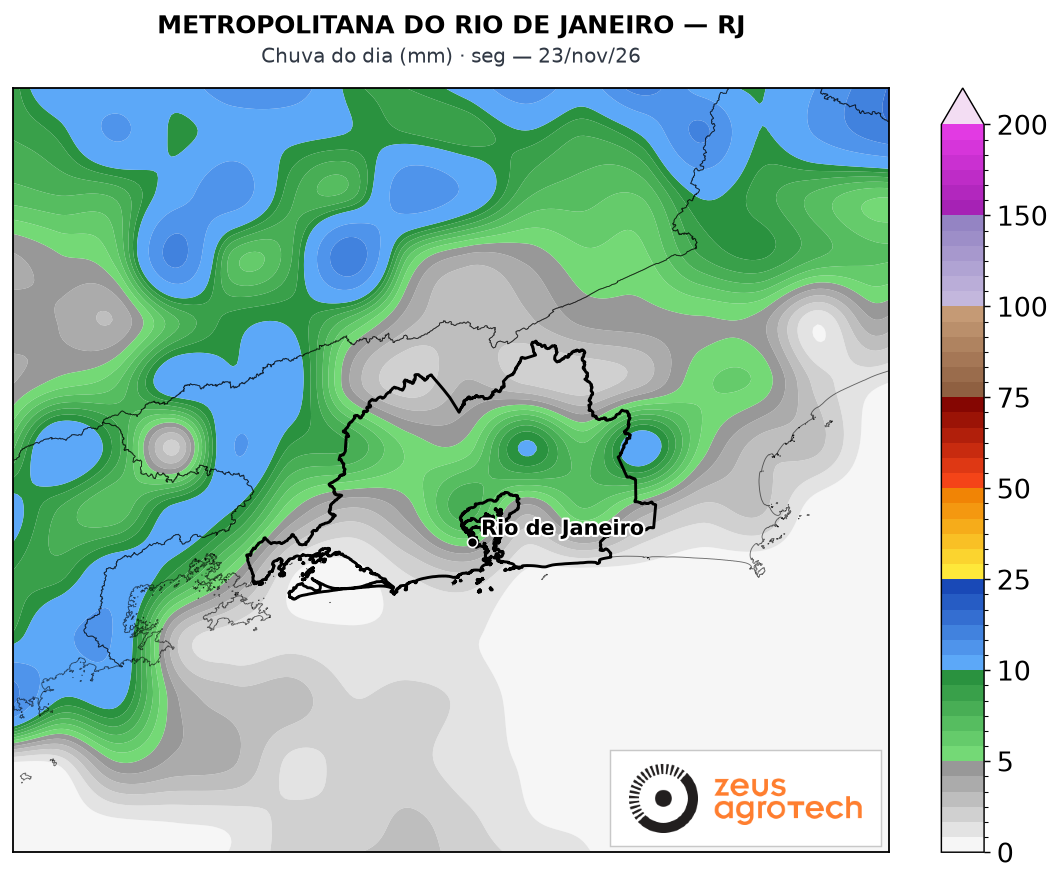 METROPOLITANA DO RIO DE JANEIRO — RJ
Chuva do dia (mm) · seg — 23/nov/26
200
150
100
75
50
25
10
5
0
Rio de Janeiro
zeus
agrotech